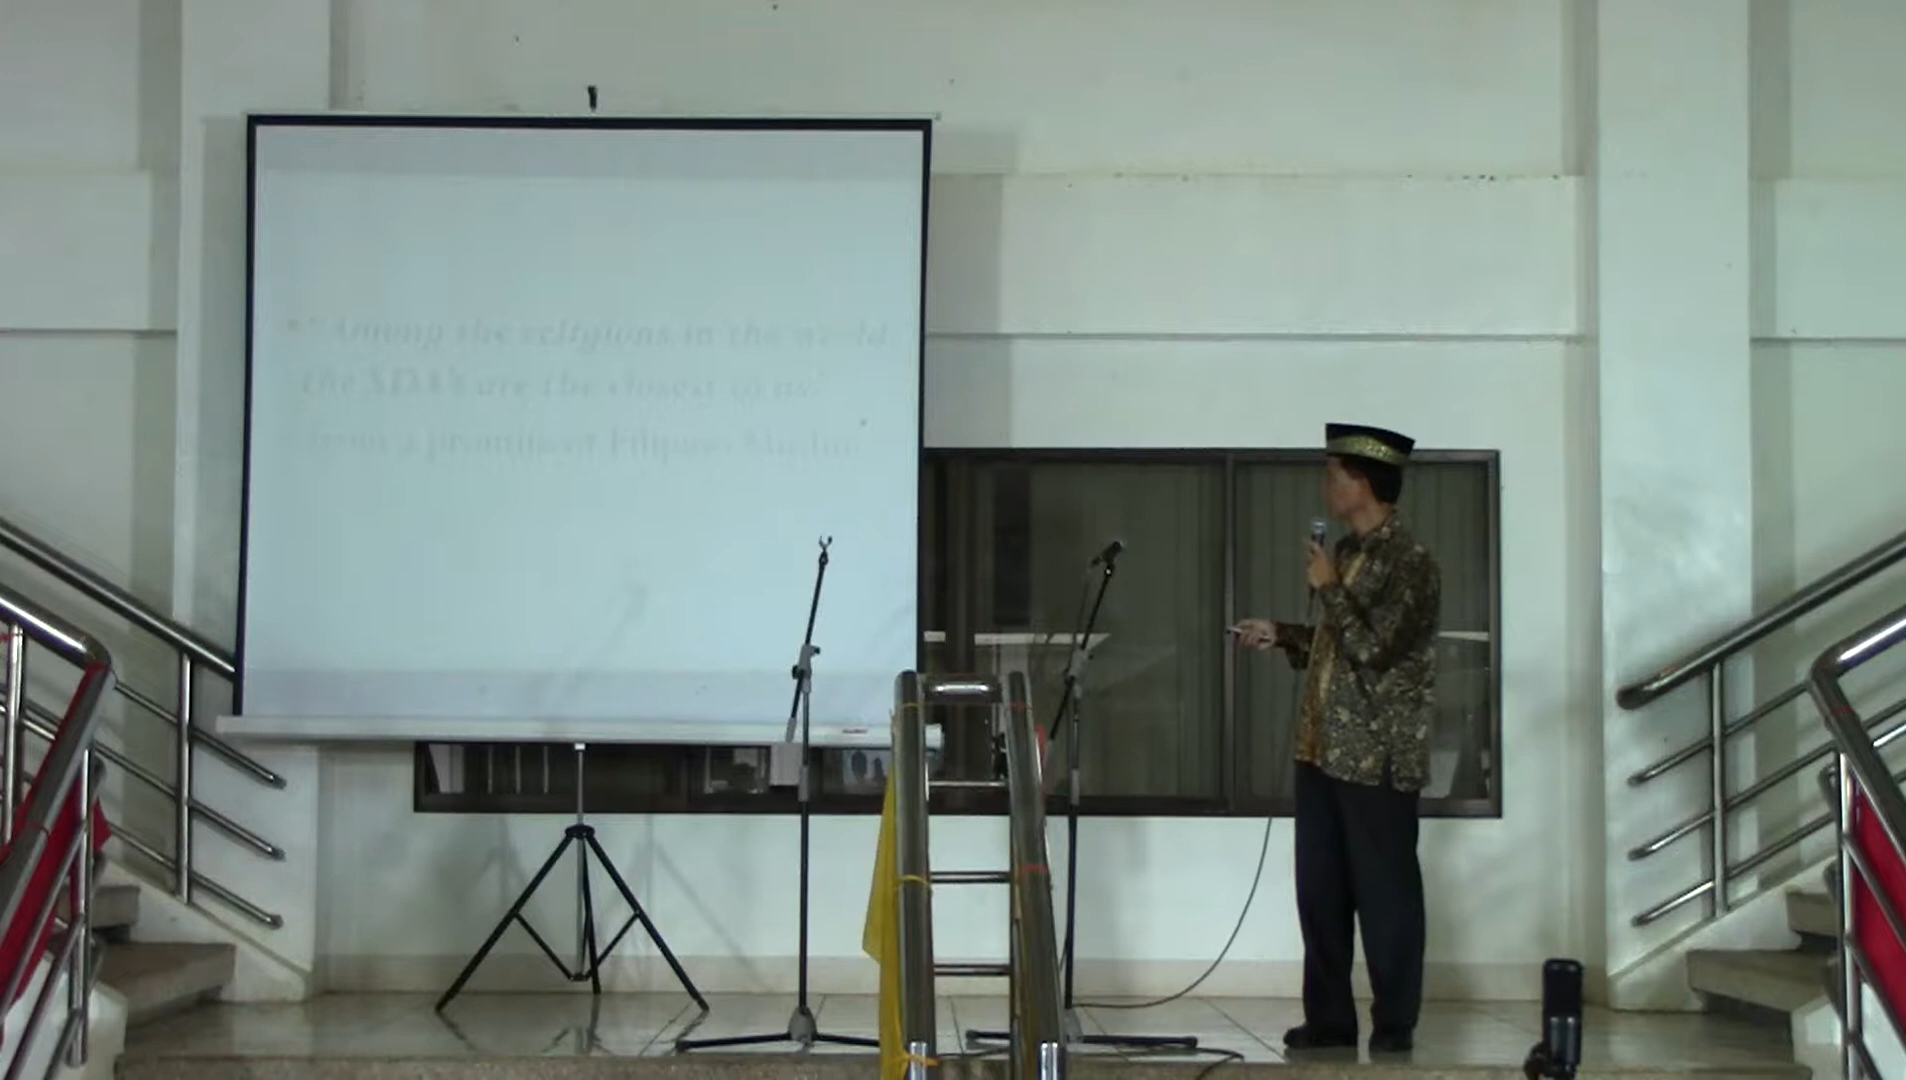 • "Among the religions in the world
the SDA's are the closest to us"
from a prominent Filipino Muslim